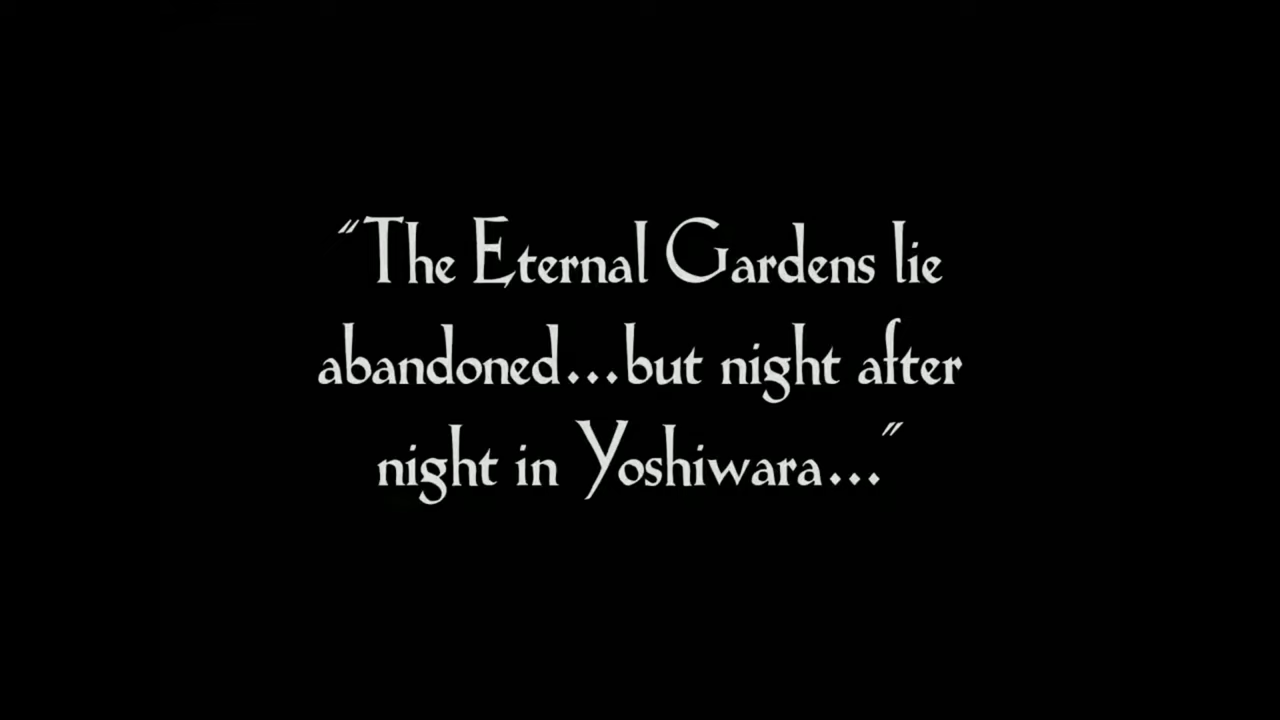 “The Eternal Gardens lie
abandoned...but night after
night in Yoshiwara...”